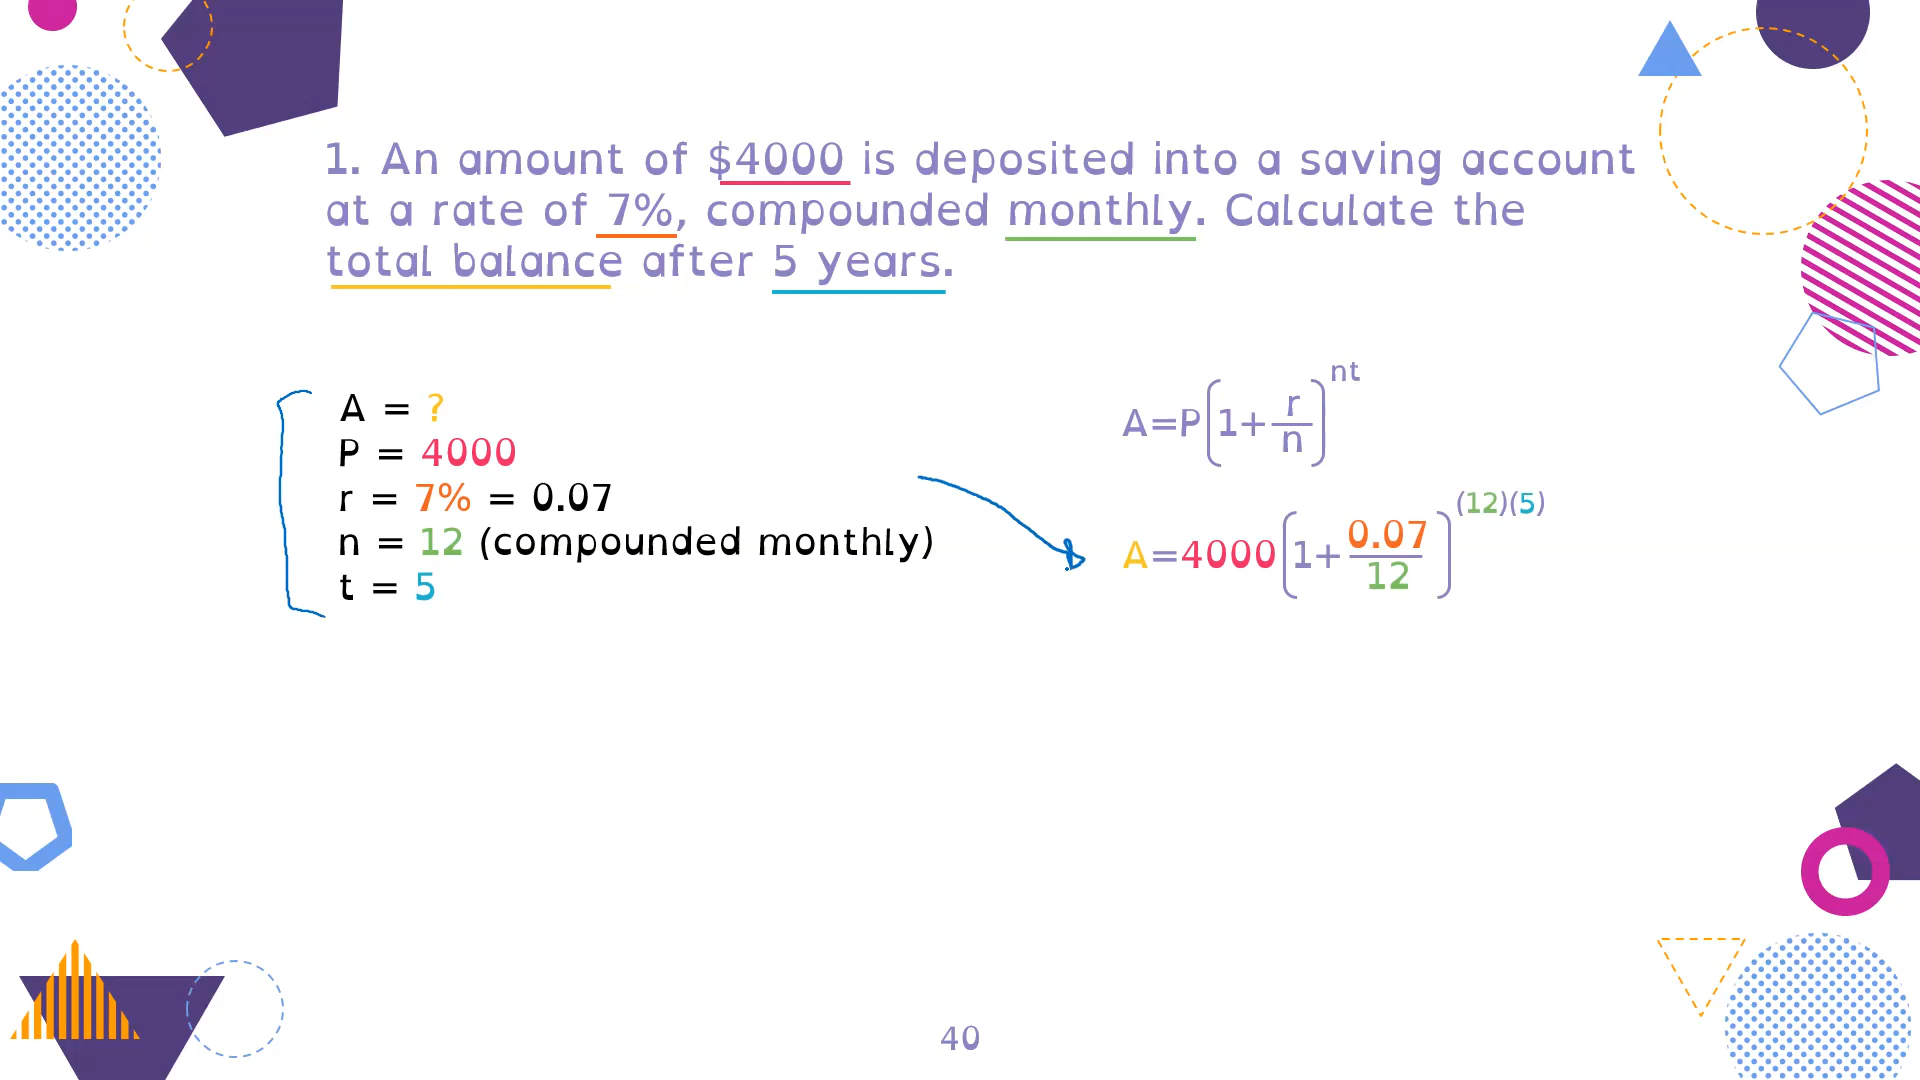 1. An amount of $4000 is deposited into a saving account
at a rate of 7%, compounded monthly. Calculate the
total balance after 5 years.
A = ?
P = 4000
r = 7% = 0.07
n = 12 (compounded monthly)
t = 5
A=P(1+r/n)^nt
A=4000(1+0.07/12)^(12)(5)
40